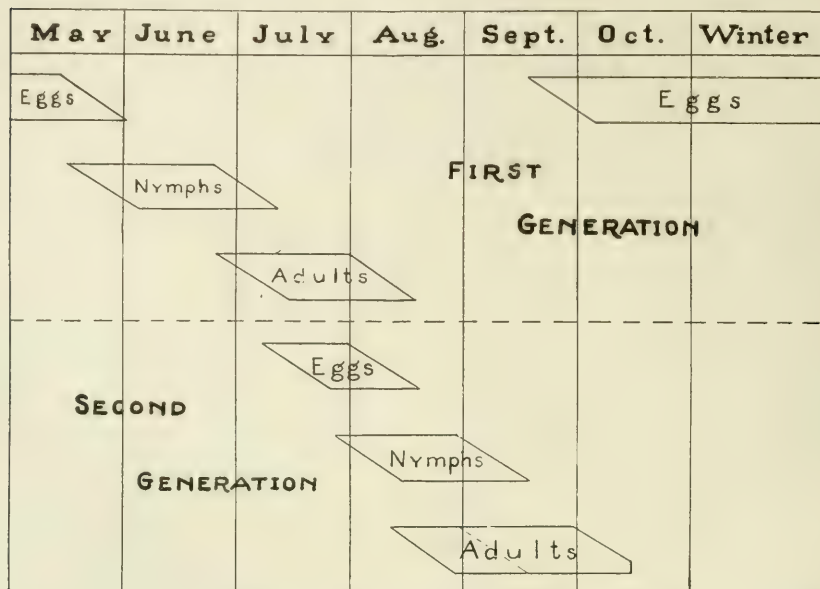 May June July Aug. Sept. Oct. Winter
Eggs Eggs
Nymphs
FIRST
GENERATION
Adults
Eggs
SECOND
Nymphs
GENERATION
Adults